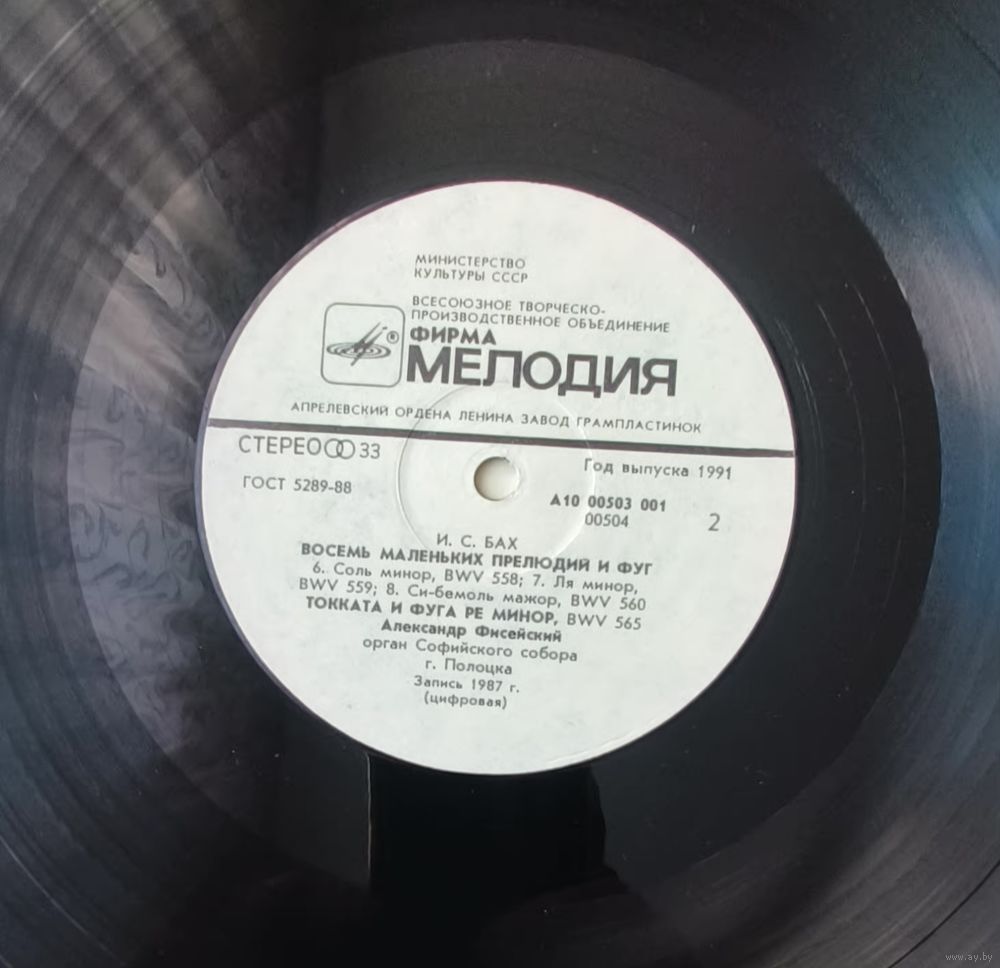 МИНИСТЕРСТВО
КУЛЬТУРЫ СССР
ВСЕСОЮЗНОЕ ТВОРЧЕСКО-
ПРОИЗВОДСТВЕННОЕ ОБЪЕДИНЕНИЕ
ФИРМА
® МЕЛОДИЯ
АПРЕЛЕВСКИЙ ОРДЕНА ЛЕНИНА ЗАВОД ГРАМПЛАСТИНОК
СТЕРЕО 33
Год выпуска 1991
ГОСТ 5289-88
А10 00503 001
00504
2
И. С. БАХ
ВОСЕМЬ МАЛЕНЬКИХ ПРЕЛЮДИЙ И ФУГ
6. Соль минор, BWV 558; 7. Ля минор,
BWV 559; 8. Си-бемоль мажор, BWV 560
ТОККАТА И ФУГА РЕ МИНОР, BWV 565
Александр Фисейский
орган Софийского собора
г. Полоцка
Запись 1987 г.
(цифровая)
www.ay.by